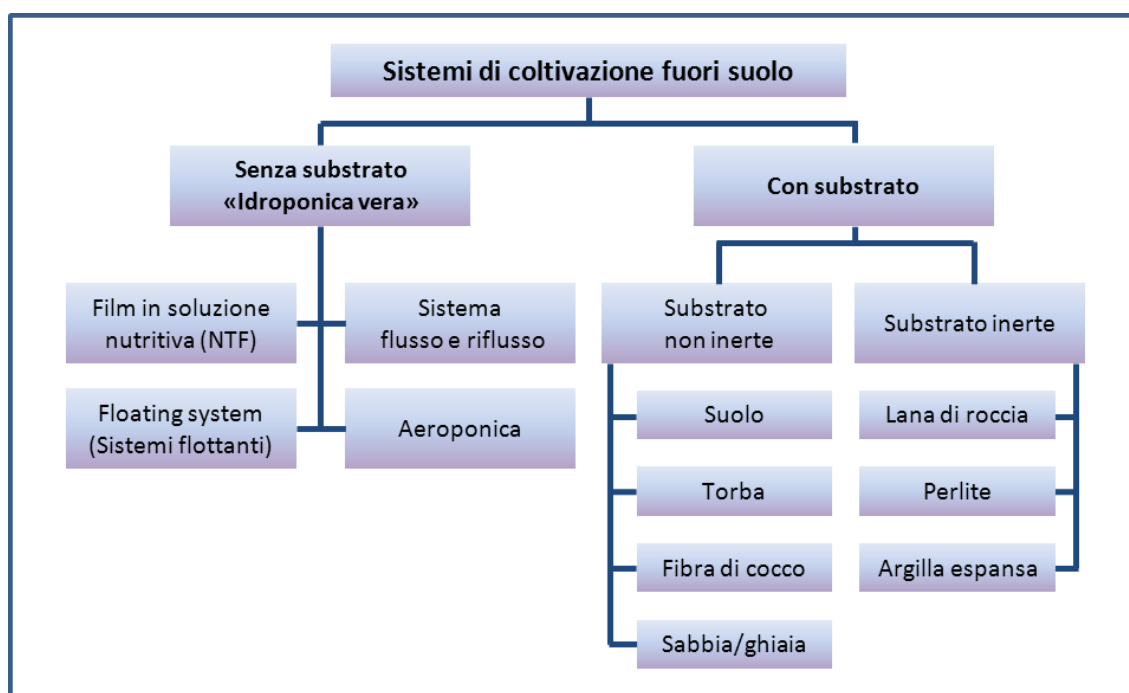 Sistemi di coltivazione fuori suolo
Senza substrato
«Idroponica vera»
Con substrato
Film in soluzione
nutritiva (NTF)
Sistema
flusso e riflusso
Floating system
(Sistemi flottanti)
Aeroponica
Substrato
non inerte
Substrato inerte
Suolo
Torba
Fibra di cocco
Sabbia/ghiaia
Lana di roccia
Perlite
Argilla espansa